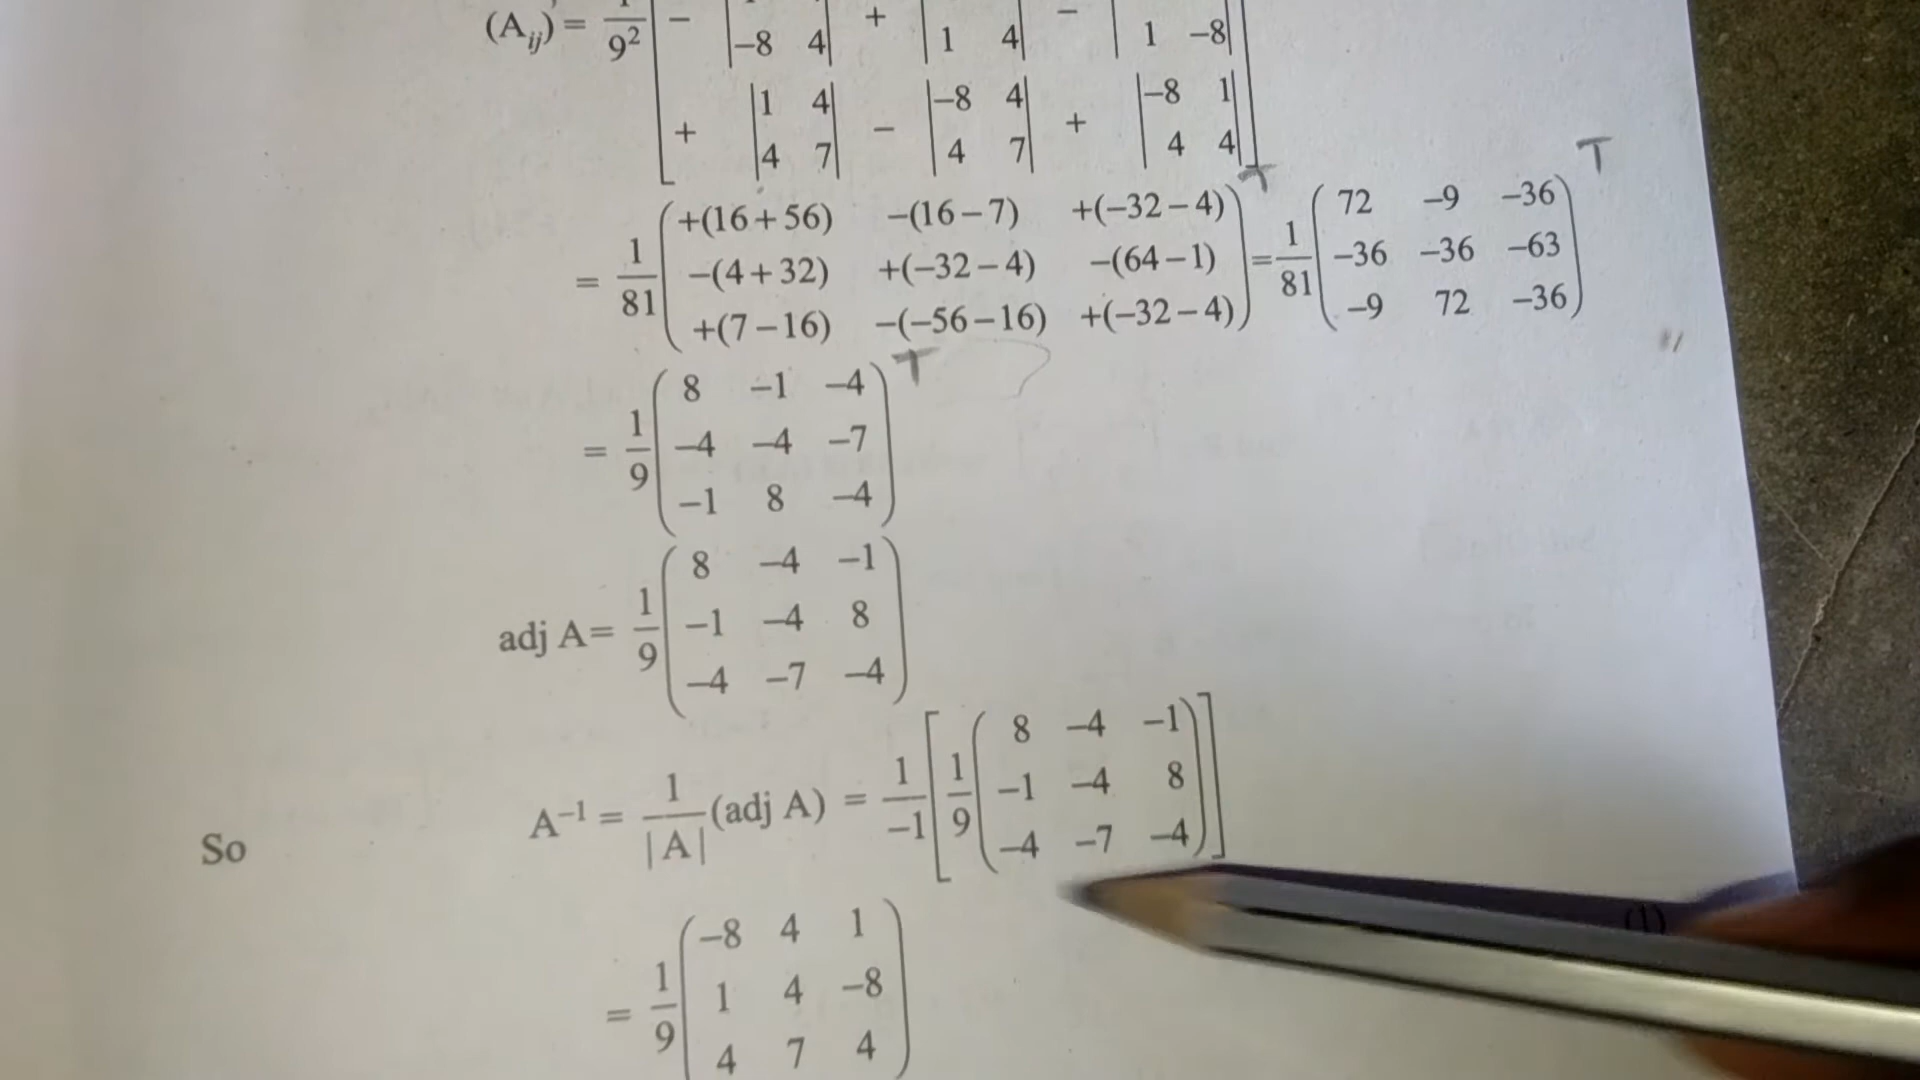 (A_ij) = 1/9² [ − | −8 4 | + | 1 4 | − | 1 −8 |
+ | 1 4 ; 4 7 | − | −8 4 ; 4 7 | + | −8 1 ; 4 4 | ] T
= 1/81 ( +(16+56) −(16−7) +(−32−4) ; −(4+32) +(−32−4) −(64−1) ; +(7−16) −(−56−16) +(−32−4) ) = 1/81 ( 72 −9 −36 ; −36 −36 −63 ; −9 72 −36 ) T
= 1/9 ( 8 −1 −4 ; −4 −4 −7 ; −1 8 −4 ) T
adj A = 1/9 ( 8 −4 −1 ; −1 −4 8 ; −4 −7 −4 )
So A⁻¹ = 1/|A| (adj A) = 1/−1 [ 1/9 ( 8 −4 −1 ; −1 −4 8 ; −4 −7 −4 ) ]
(1)
= 1/9 ( −8 4 1 ; 1 4 −8 ; 4 7 4 )